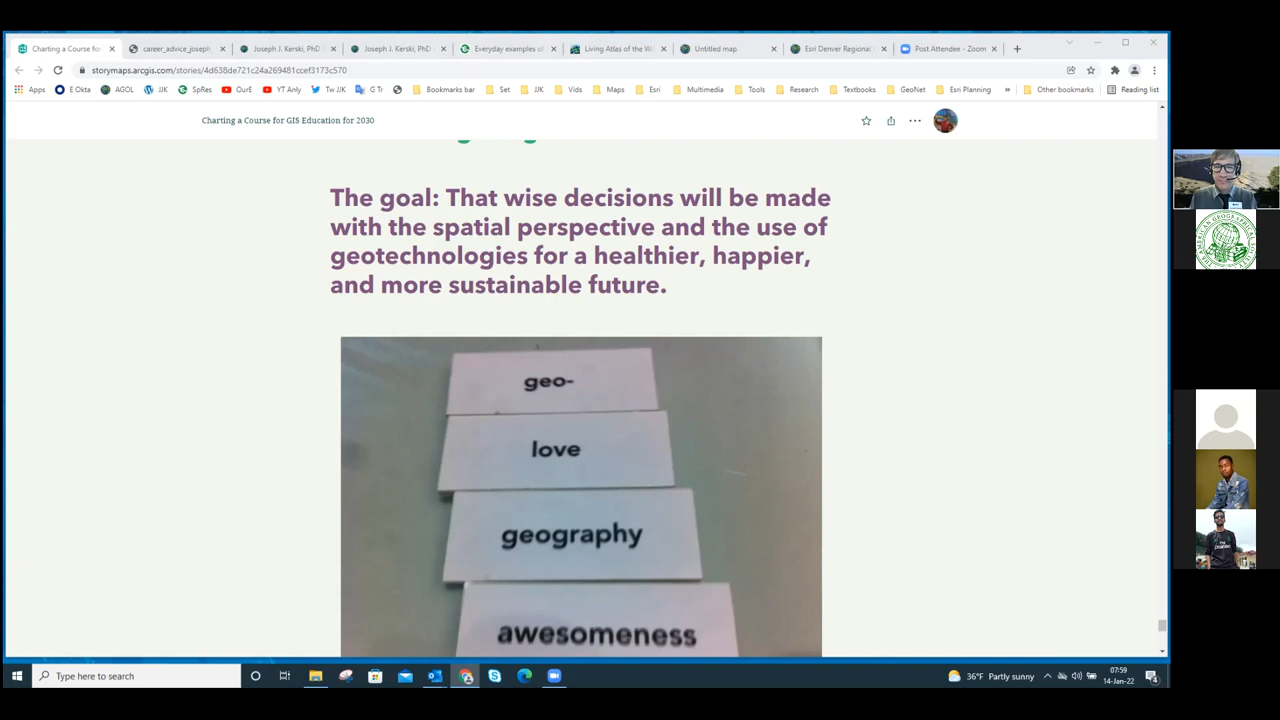 Charting a Course for
career_advice_joseph_
Joseph J. Kerski, PhD
Joseph J. Kerski, PhD
Everyday examples of
Living Atlas of the Wo
Untitled map
Esri Denver Regional
Post Attendee - Zoom
storymaps.arcgis.com/stories/4d638de721c24a269481ccef3173c570
Apps
E Okta
AGOL
JJK
SpRes
OurE
YT Anly
Tw JJK
G Tr
Bookmarks bar
Set
JJK
Vids
Maps
Esri
Multimedia
Tools
Research
Textbooks
GeoNet
Esri Planning
»
Other bookmarks
Reading list
Charting a Course for GIS Education for 2030
The goal: That wise decisions will be made
with the spatial perspective and the use of
geotechnologies for a healthier, happier,
and more sustainable future.
geo-
love
geography
awesomeness
Type here to search
36°F Partly sunny
07:59
14-Jan-22
4